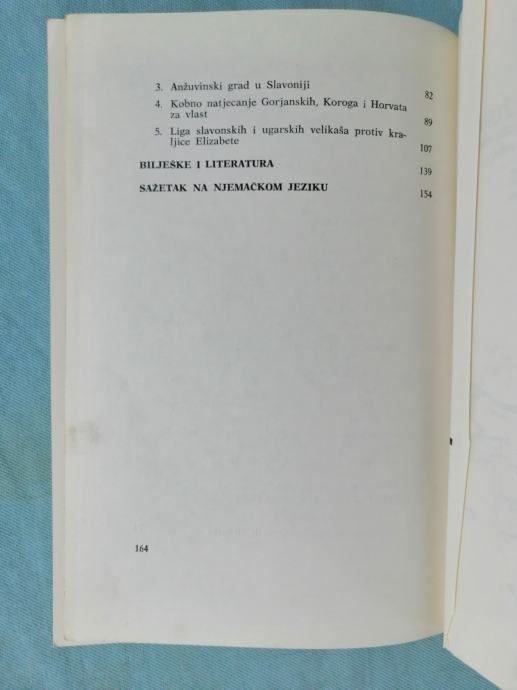 3. Anžuvinski grad u Slavoniji 82
4. Kobno natjecanje Gorjanskih, Koroga i Horvata
za vlast 89
5. Liga slavonskih i ugarskih velikaša protiv kra-
ljice Elizabete 107
BILJEŠKE I LITERATURA 139
SAŽETAK NA NJEMAČKOM JEZIKU 154
164